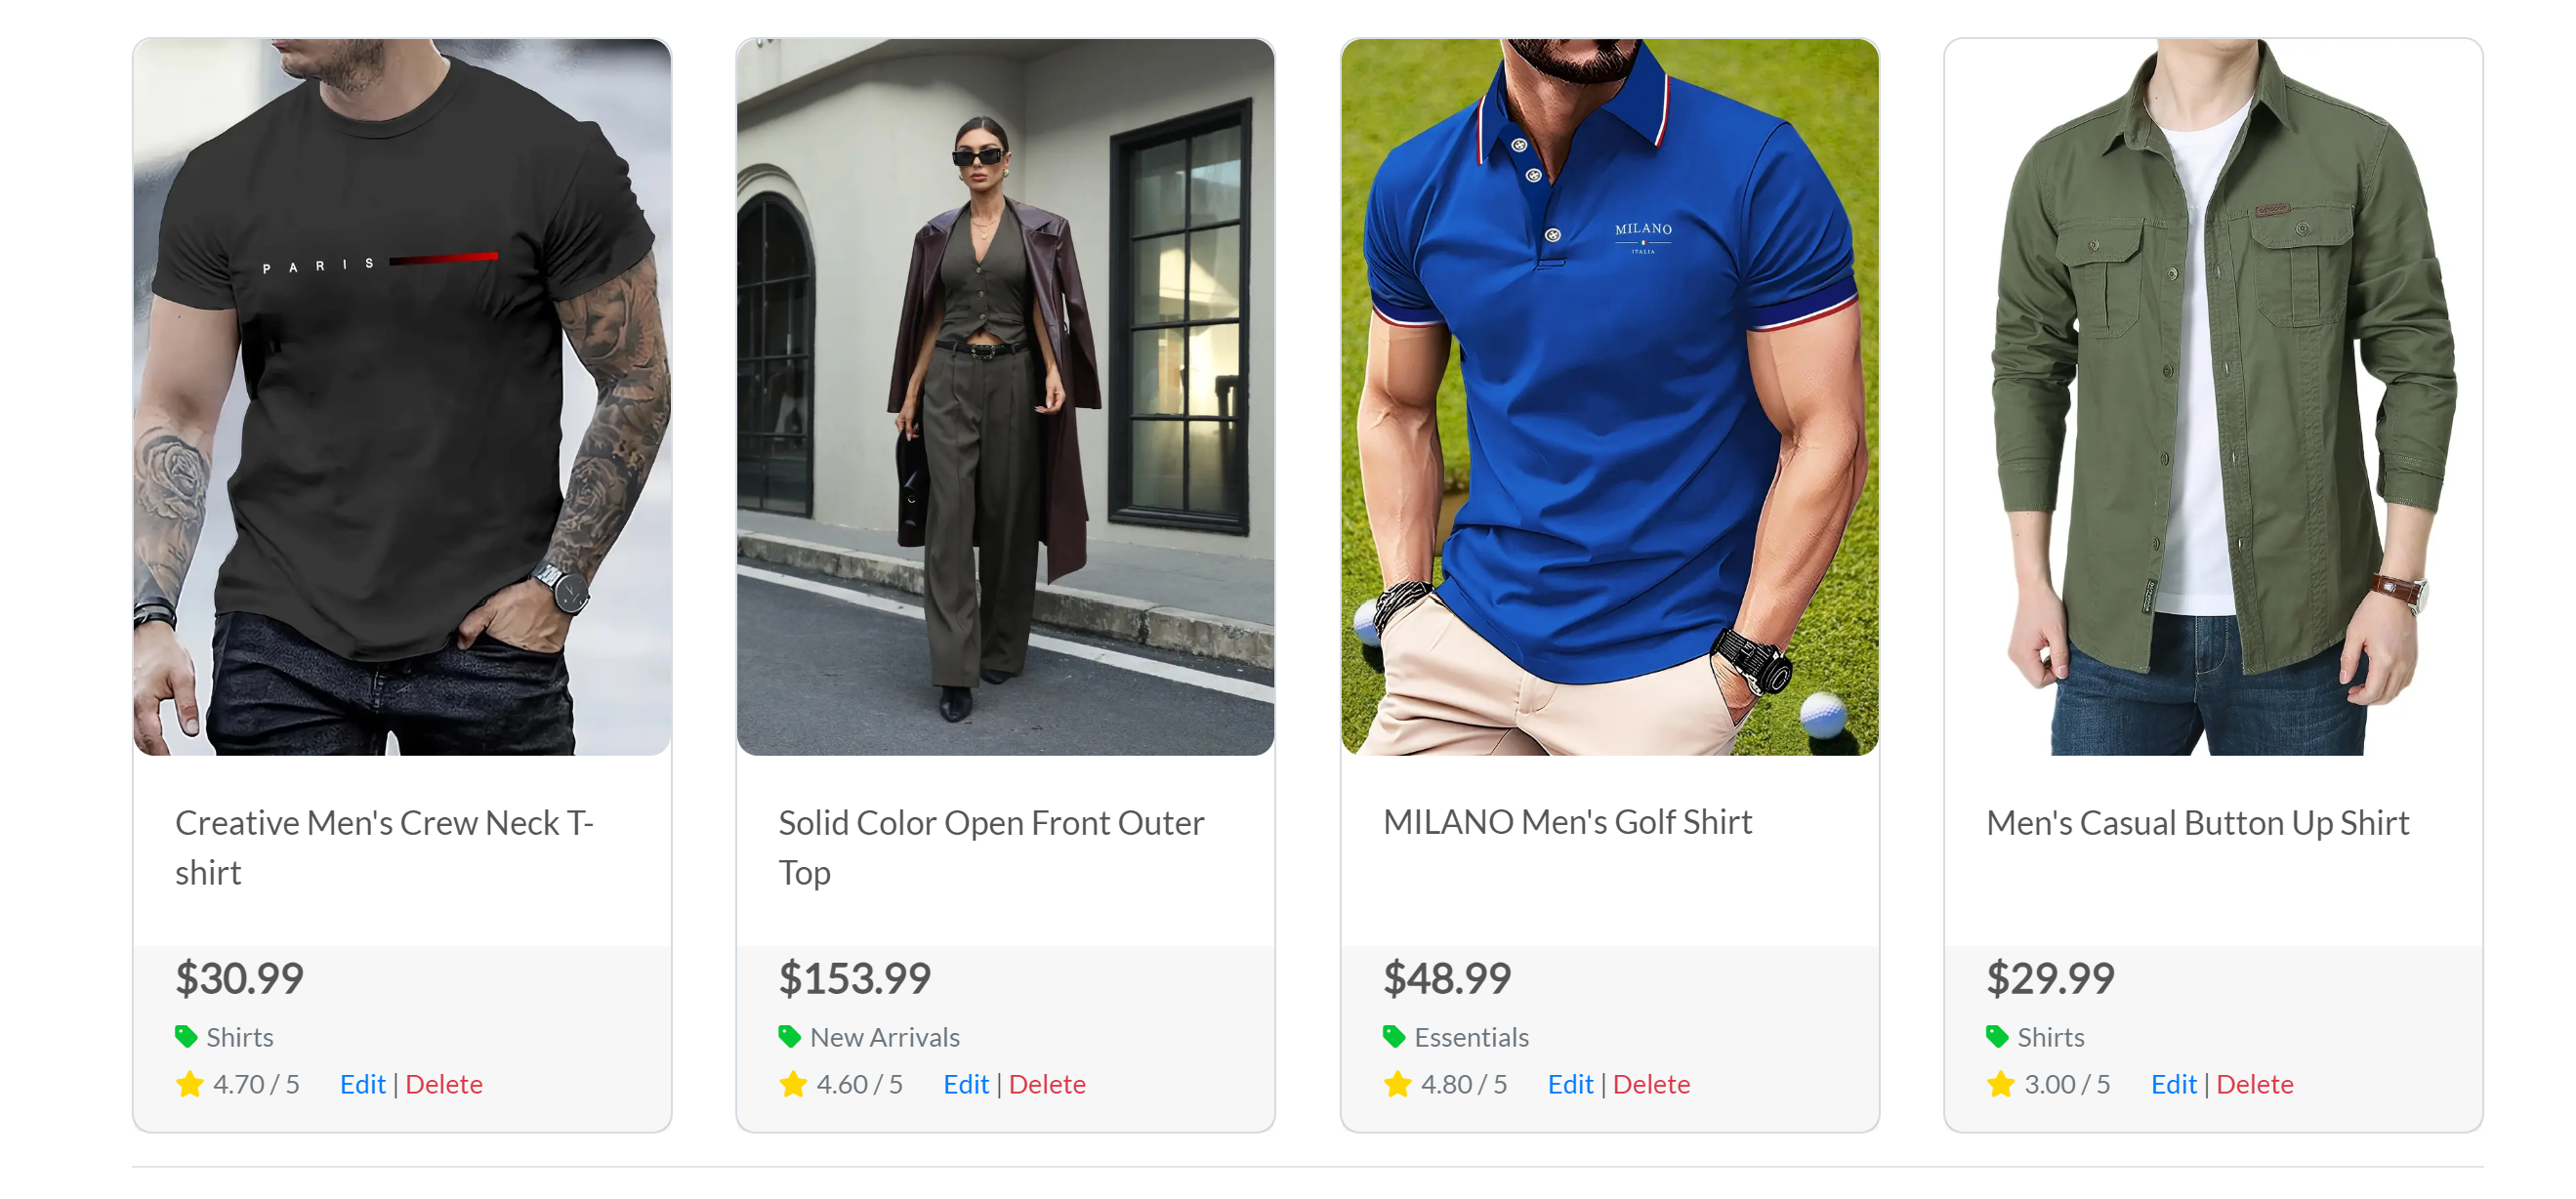 P A R I S
MILANO
ITALIA
Creative Men's Crew Neck T-
shirt
$30.99
Shirts
4.70 / 5 Edit | Delete
Solid Color Open Front Outer
Top
$153.99
New Arrivals
4.60 / 5 Edit | Delete
MILANO Men's Golf Shirt
$48.99
Essentials
4.80 / 5 Edit | Delete
Men's Casual Button Up Shirt
$29.99
Shirts
3.00 / 5 Edit | Delete